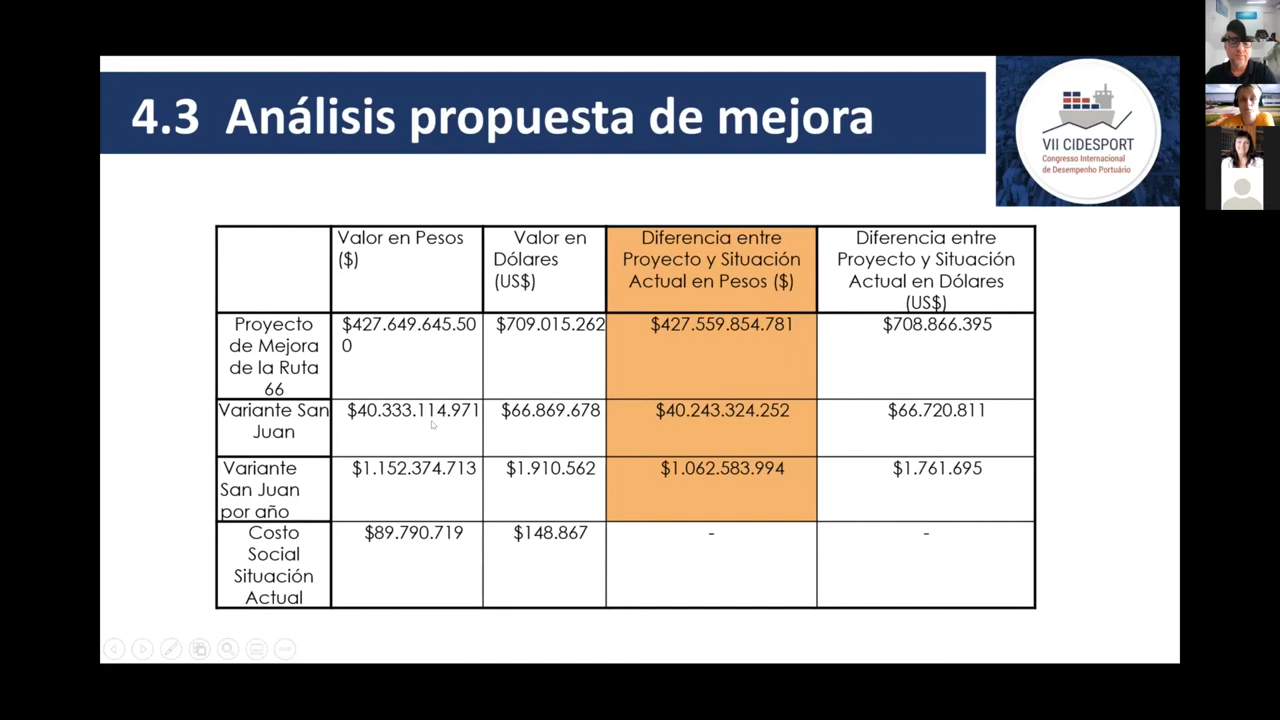 4.3 Análisis propuesta de mejora
VII CIDESPORT
Congresso Internacional
de Desempenho Portuário
Valor en Pesos
($)
Valor en
Dólares
(US$)
Diferencia entre
Proyecto y Situación
Actual en Pesos ($)
Diferencia entre
Proyecto y Situación
Actual en Dólares
(US$)
Proyecto
de Mejora
de la Ruta
66
$427.649.645.50
0
$709.015.262
$427.559.854.781
$708.866.395
Variante San
Juan
$40.333.114.971
$66.869.678
$40.243.324.252
$66.720.811
Variante
San Juan
por año
$1.152.374.713
$1.910.562
$1.062.583.994
$1.761.695
Costo
Social
Situación
Actual
$89.790.719
$148.867
-
-